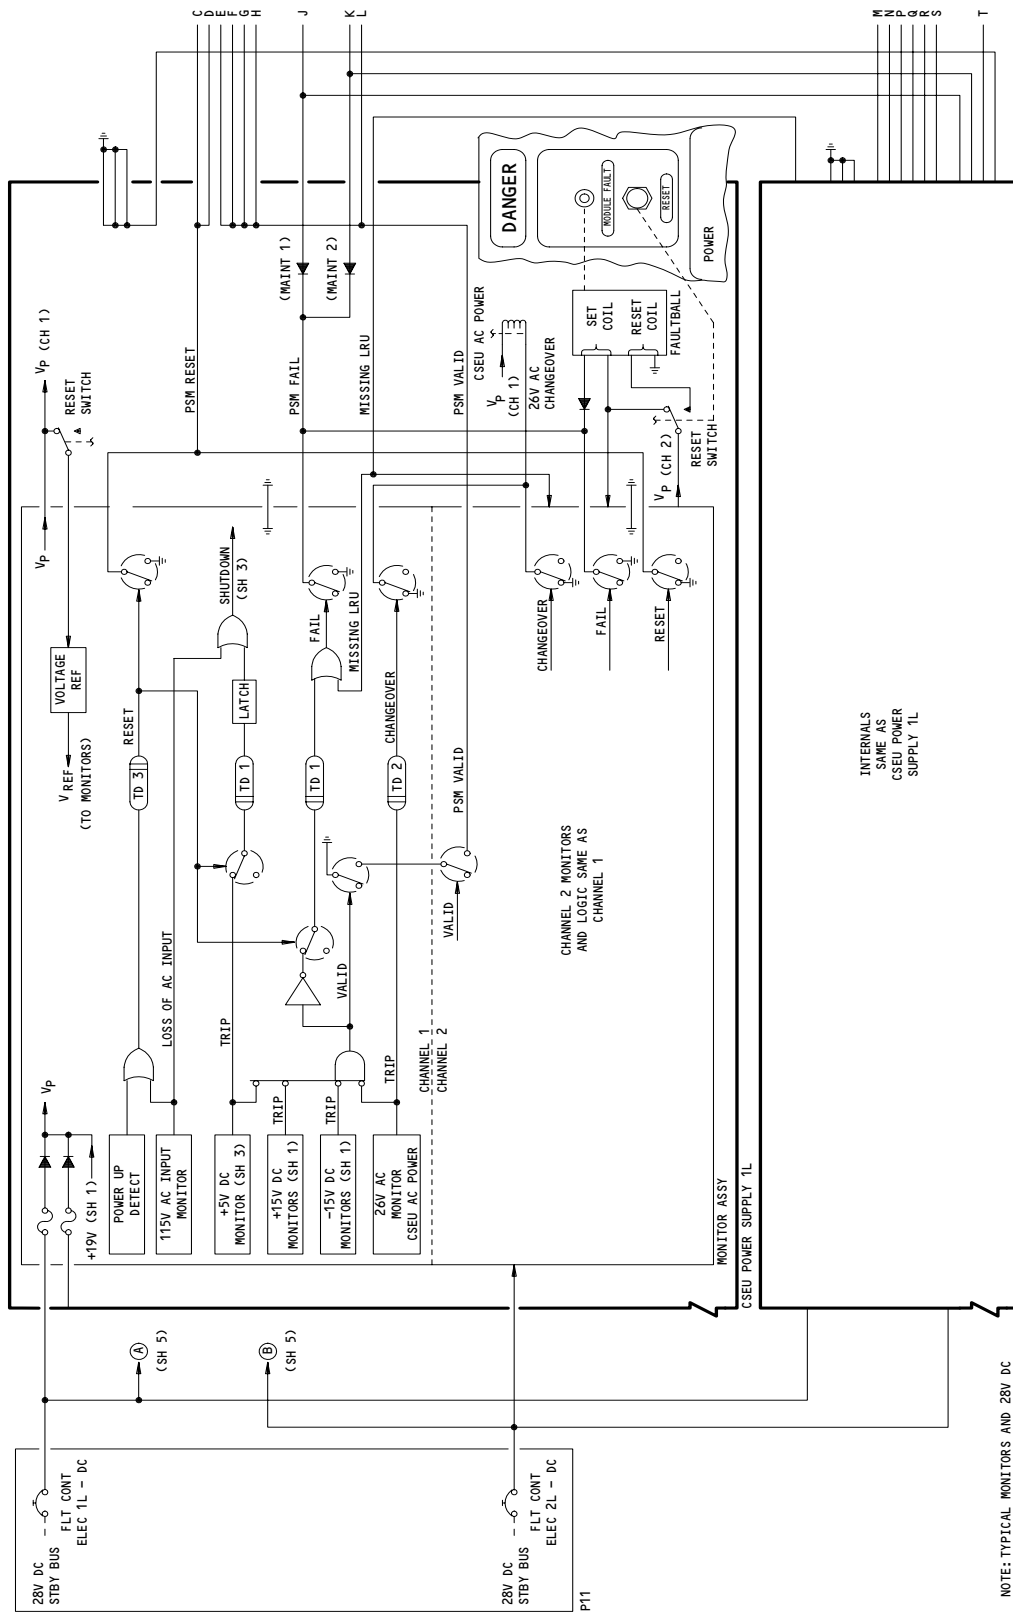 28V DC
STBY BUS
FLT CONT
ELEC 1L - DC
28V DC
STBY BUS
FLT CONT
ELEC 2L - DC
P11
A
(SH 5)
B
(SH 5)
+19V (SH 1)
VP
POWER UP
DETECT
115V AC INPUT
MONITOR
+5V DC
MONITOR (SH 3)
+15V DC
MONITORS (SH 1)
-15V DC
MONITORS (SH 1)
26V AC
MONITOR
CSEU AC POWER
TRIP
TRIP
TRIP
TRIP
LOSS OF AC INPUT
VALID
CHANNEL 1
CHANNEL 2
VREF
(TO MONITORS)
VOLTAGE
REF
TD 3
RESET
TD 1
LATCH
SHUTDOWN
(SH 3)
TD 1
FAIL
MISSING LRU
TD 2
CHANGEOVER
VALID
PSM VALID
CHANNEL 2 MONITORS
AND LOGIC SAME AS
CHANNEL 1
CHANGEOVER
FAIL
RESET
MONITOR ASSY
CSEU POWER SUPPLY 1L
VP
VP (CH 1)
RESET
SWITCH
PSM RESET
PSM FAIL
(MAINT 1)
(MAINT 2)
MISSING LRU
PSM VALID
CSEU AC POWER
VP
(CH 1)
26V AC
CHANGEOVER
SET
COIL
RESET
COIL
FAULTBALL
VP (CH 2)
RESET
SWITCH
DANGER
MODULE FAULT
RESET
POWER
C
D
E
F
G
H
J
K
L
M
N
P
Q
R
S
T
INTERNALS
SAME AS
CSEU POWER
SUPPLY 1L
NOTE: TYPICAL MONITORS AND 28V DC